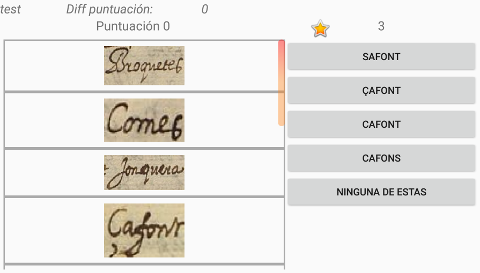 test Diff puntuación: 0
Puntuación 0 3
Broquetes
SAFONT
ÇAFONT
Comes
CAFONT
Jonquera
CAFONS
NINGUNA DE ESTAS
Çafont